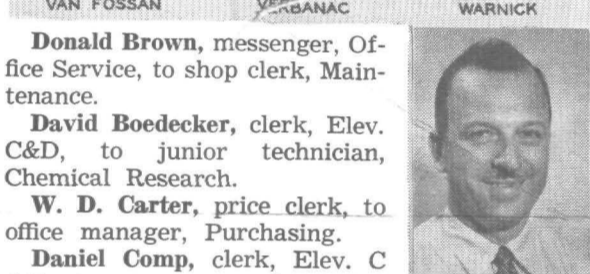 VAN FOSSAN
WARNICK
Donald Brown, messenger, Of-
fice Service, to shop clerk, Main-
tenance.
David Boedecker, clerk, Elev.
C&D, to junior technician,
Chemical Research.
W. D. Carter, price clerk, to
office manager, Purchasing.
Daniel Comp, clerk, Elev. C